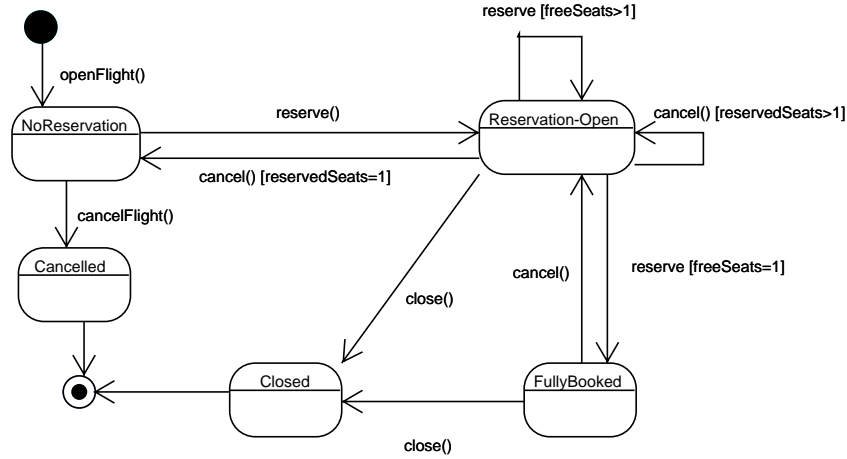 reserve [freeSeats>1]
openFlight()
NoReservation
reserve()
Reservation-Open
cancel() [reservedSeats>1]
cancel() [reservedSeats=1]
cancelFlight()
Cancelled
cancel()
reserve [freeSeats=1]
close()
Closed
FullyBooked
close()